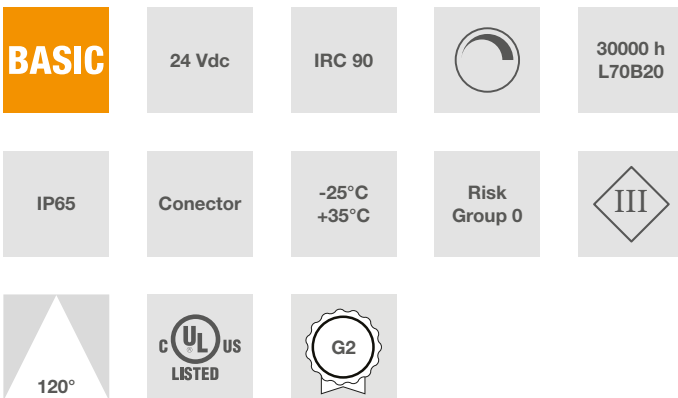 BASIC
24 Vdc
IRC 90
30000 h
L70B20
IP65
Conector
-25°C
+35°C
Risk
Group 0
III
120°
C UL US
®
LISTED
G2